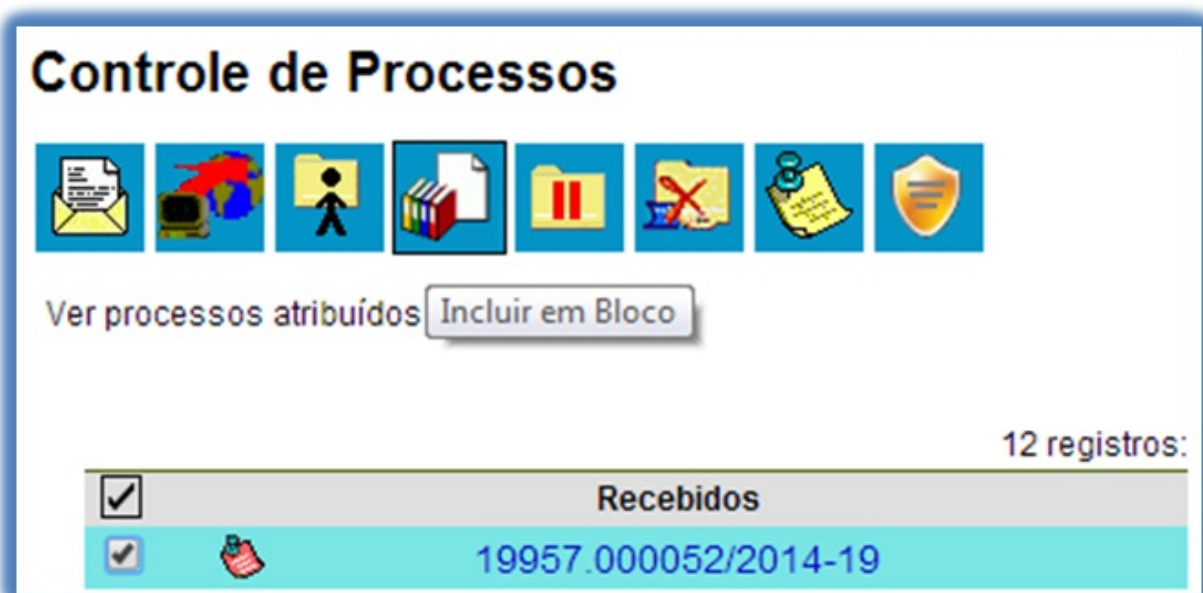 Controle de Processos
Ver processos atribuídos Incluir em Bloco
12 registros:
Recebidos
19957.000052/2014-19